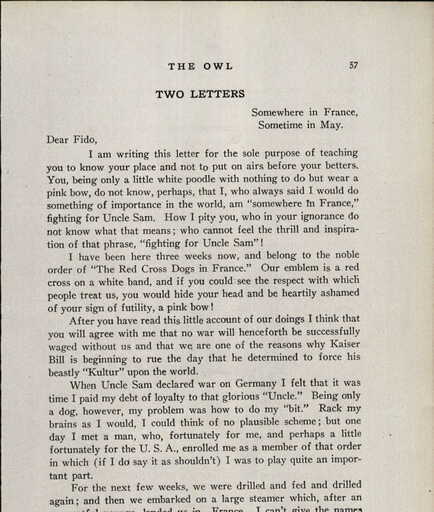 THE OWL 57
TWO LETTERS
Somewhere in France,
Sometime in May.
Dear Fido,
I am writing this letter for the sole purpose of teaching
you to know your place and not to put on airs before your betters.
You, being only a little white poodle with nothing to do but wear a
pink bow, do not know, perhaps, that I, who always said I would do
something of importance in the world, am "somewhere in France,"
fighting for Uncle Sam. How I pity you, who in your ignorance do
not know what that means; who cannot feel the thrill and inspira-
tion of that phrase, "fighting for Uncle Sam"!
I have been here three weeks now, and belong to the noble
order of "The Red Cross Dogs in France." Our emblem is a red
cross on a white band, and if you could see the respect with which
people treat us, you would hide your head and be heartily ashamed
of your sign of futility, a pink bow!
After you have read this little account of our doings I think that
you will agree with me that no war will henceforth be successfully
waged without us and that we are one of the reasons why Kaiser
Bill is beginning to rue the day that he determined to force his
beastly "Kultur" upon the world.
When Uncle Sam declared war on Germany I felt that it was
time I paid my debt of loyalty to that glorious "Uncle." Being only
a dog, however, my problem was how to do my "bit." Rack my
brains as I would, I could think of no plausible scheme; but one
day I met a man, who, fortunately for me, and perhaps a little
fortunately for the U. S. A., enrolled me as a member of that order
in which (if I do say it as shouldn't) I was to play quite an impor-
tant part.
For the next few weeks, we were drilled and fed and drilled
again; and then we embarked on a large steamer which, after an
landed us in France. I can't give the names